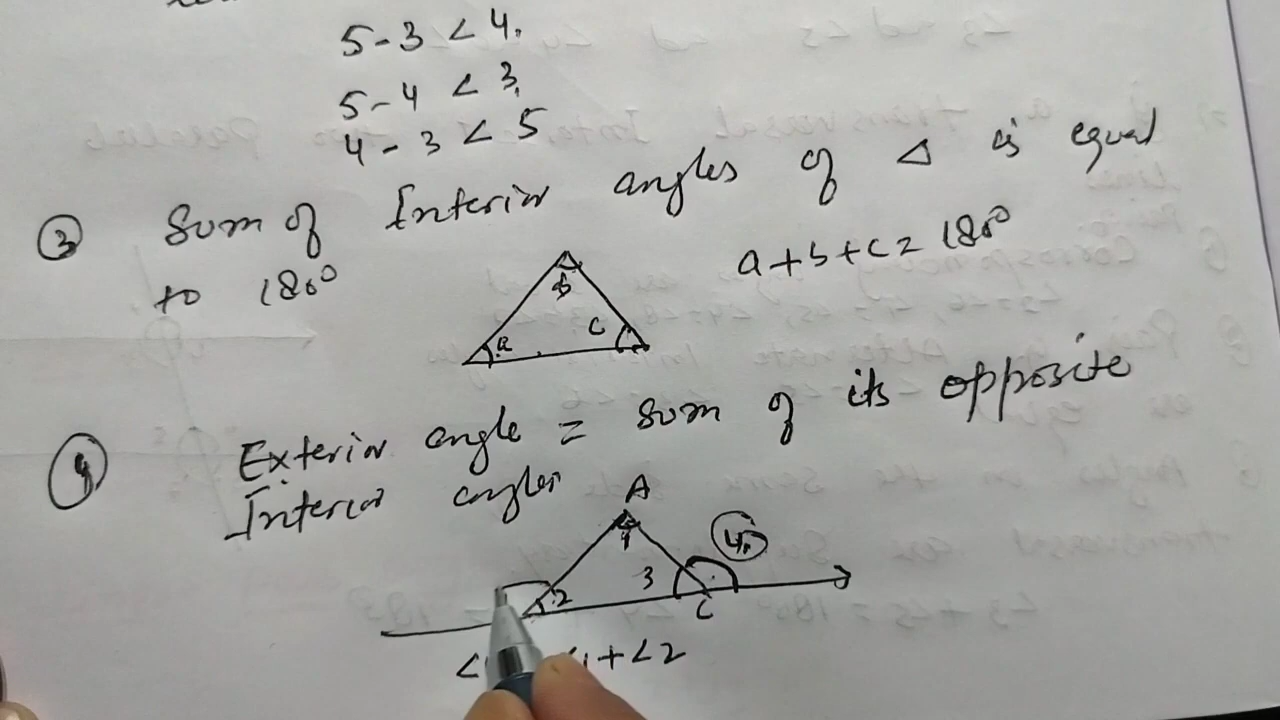 5-3 < 4.
5-4 < 3,
4-3 < 5
③ Sum of Interior angles of Δ is equal
to 180°
a+b+c= 180°
b
a
c
④ Exterior angle = Sum of its opposite
Interior angles
A
1
4
3
2
C
∠1+∠2